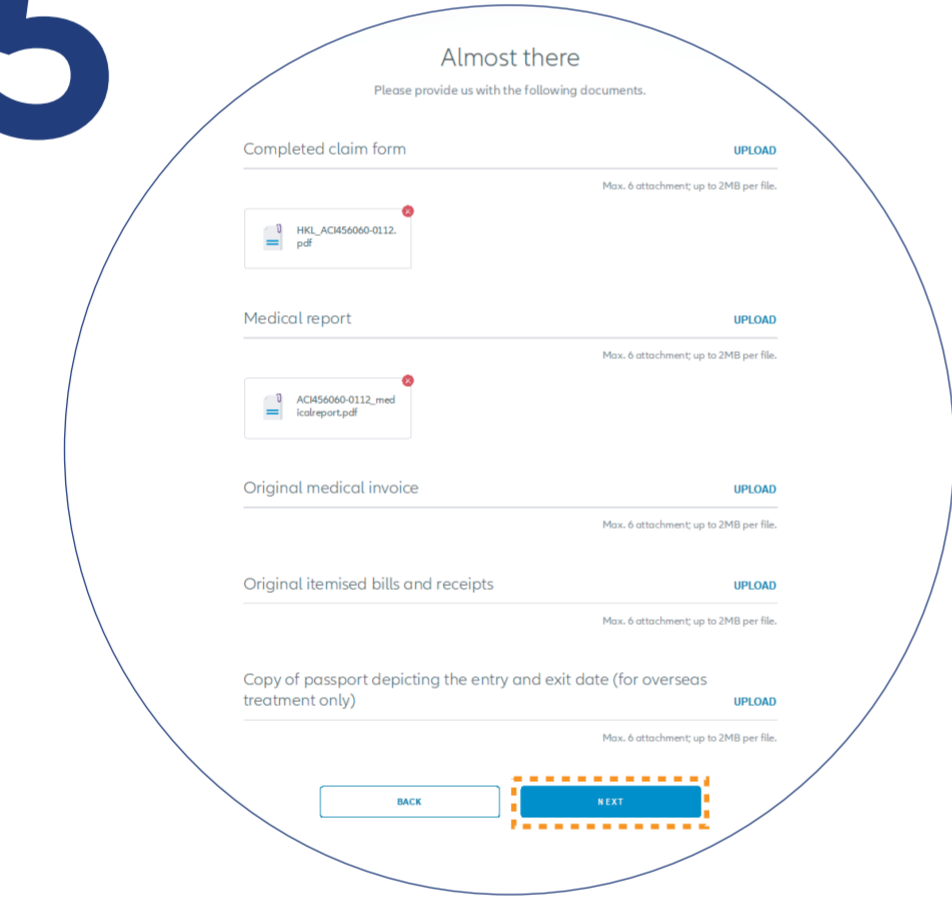 Almost there
Please provide us with the following documents.
Completed claim form
UPLOAD
Max. 6 attachment; up to 2MB per file.
HKL_ACI456060-0112.
pdf
Medical report
UPLOAD
Max. 6 attachment; up to 2MB per file.
ACI456060-0112_med
icalreport.pdf
Original medical invoice
UPLOAD
Max. 6 attachment; up to 2MB per file.
Original itemised bills and receipts
UPLOAD
Max. 6 attachment; up to 2MB per file.
Copy of passport depicting the entry and exit date (for overseas
treatment only)
UPLOAD
Max. 6 attachment; up to 2MB per file.
BACK
NEXT